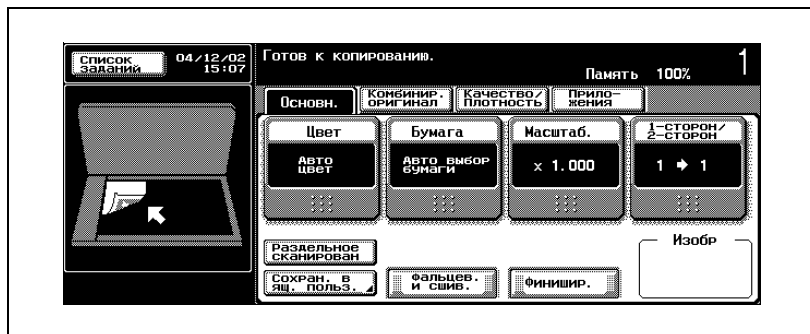 Список
заданий
04/12/02
15:07
Готов к копированию.
Память 100%
1
Основн.
Комбинир.
оригинал
Качество/
Плотность
Прило-
жения
Цвет
Авто
цвет
Бумага
Авто выбор
бумаги
Масштаб.
x 1.000
1-сторон/
2-сторон
1 ➔ 1
Раздельное
сканирован
Сохран. в
ящ. польз.
Фальцев.
и сшив.
Финишир.
Изобр